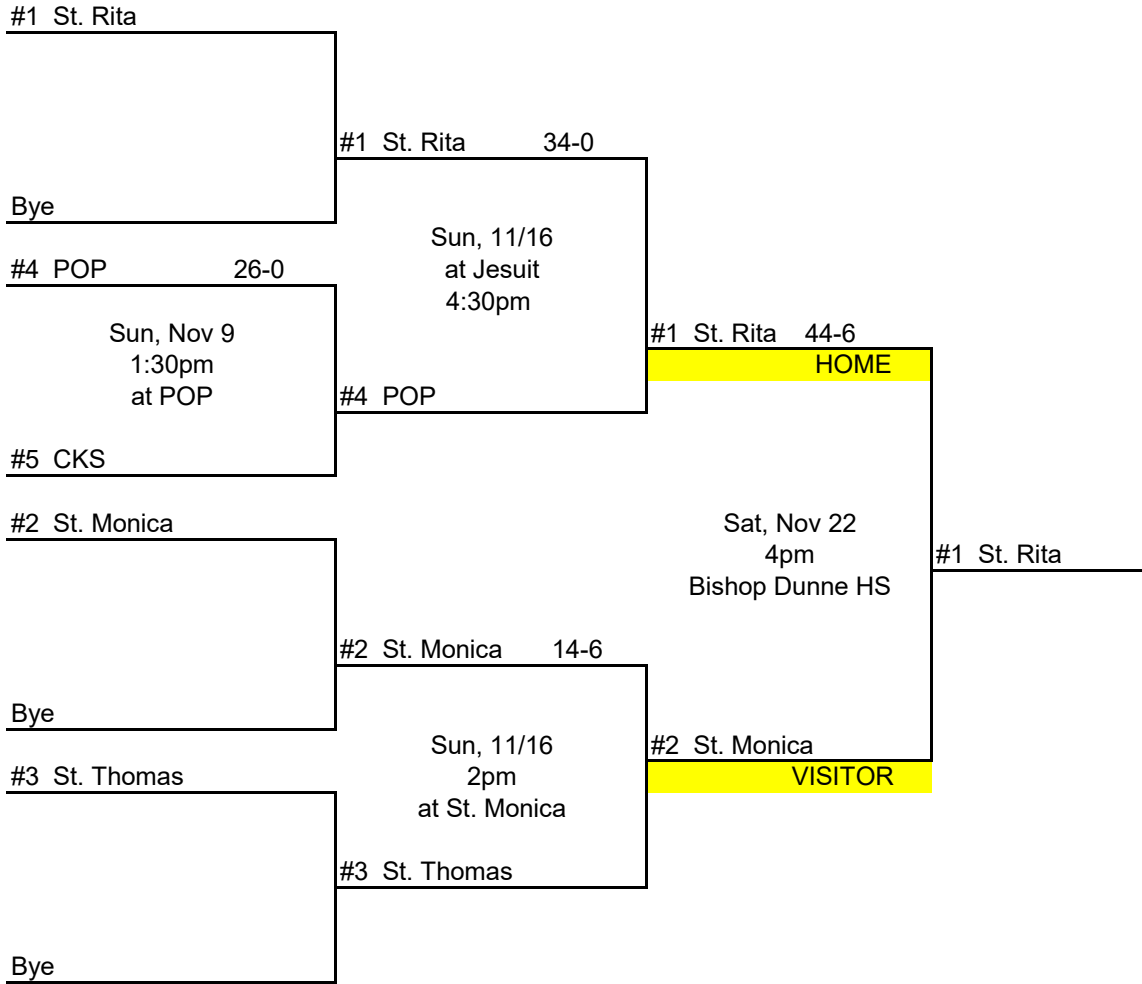 #1 St. Rita
#1 St. Rita 34-0
Bye
Sun, 11/16
at Jesuit
4:30pm
#4 POP 26-0
Sun, Nov 9
1:30pm
at POP
#1 St. Rita 44-6
HOME
#4 POP
#5 CKS
#2 St. Monica
Sat, Nov 22
4pm
Bishop Dunne HS
#1 St. Rita
#2 St. Monica 14-6
Bye
Sun, 11/16
2pm
at St. Monica
#2 St. Monica
VISITOR
#3 St. Thomas
#3 St. Thomas
Bye